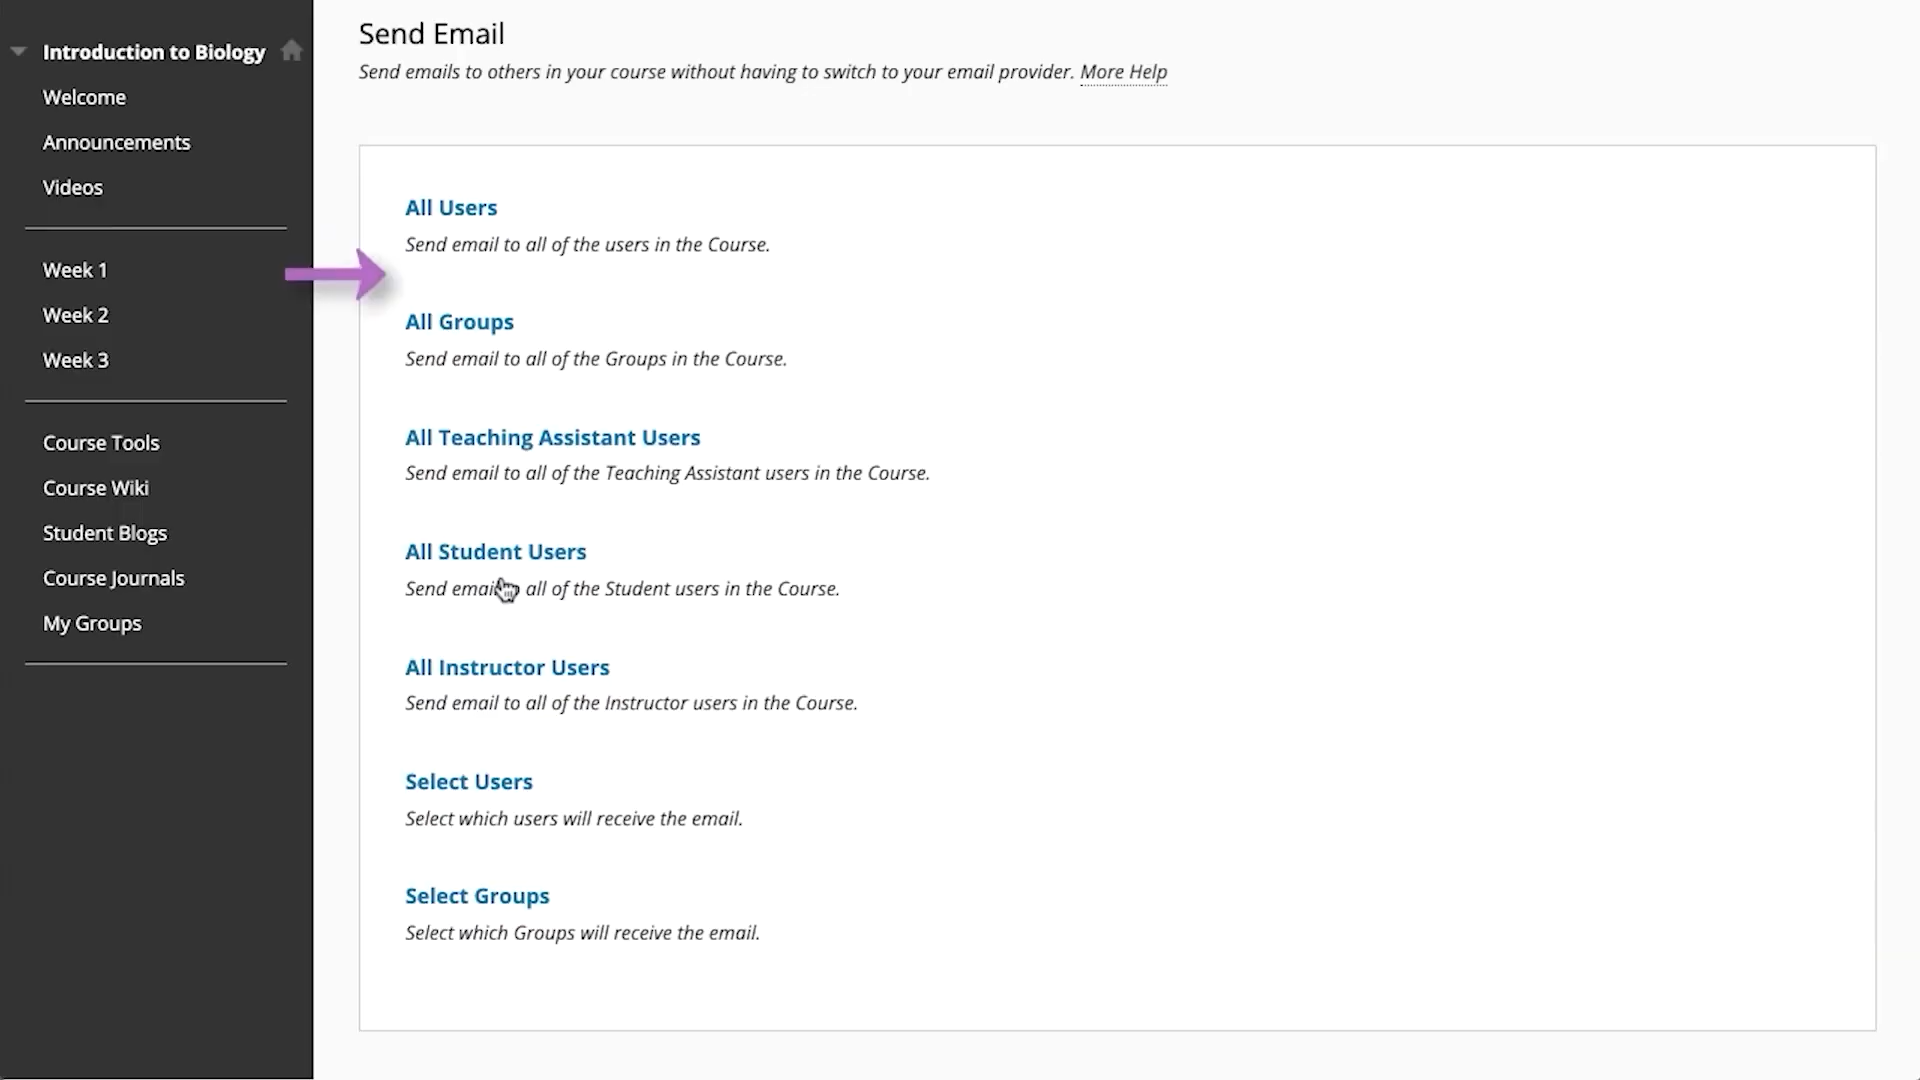 Introduction to Biology
Welcome
Announcements
Videos
Week 1
Week 2
Week 3
Course Tools
Course Wiki
Student Blogs
Course Journals
My Groups
Send Email
Send emails to others in your course without having to switch to your email provider. More Help
All Users
Send email to all of the users in the Course.
All Groups
Send email to all of the Groups in the Course.
All Teaching Assistant Users
Send email to all of the Teaching Assistant users in the Course.
All Student Users
Send email all of the Student users in the Course.
All Instructor Users
Send email to all of the Instructor users in the Course.
Select Users
Select which users will receive the email.
Select Groups
Select which Groups will receive the email.